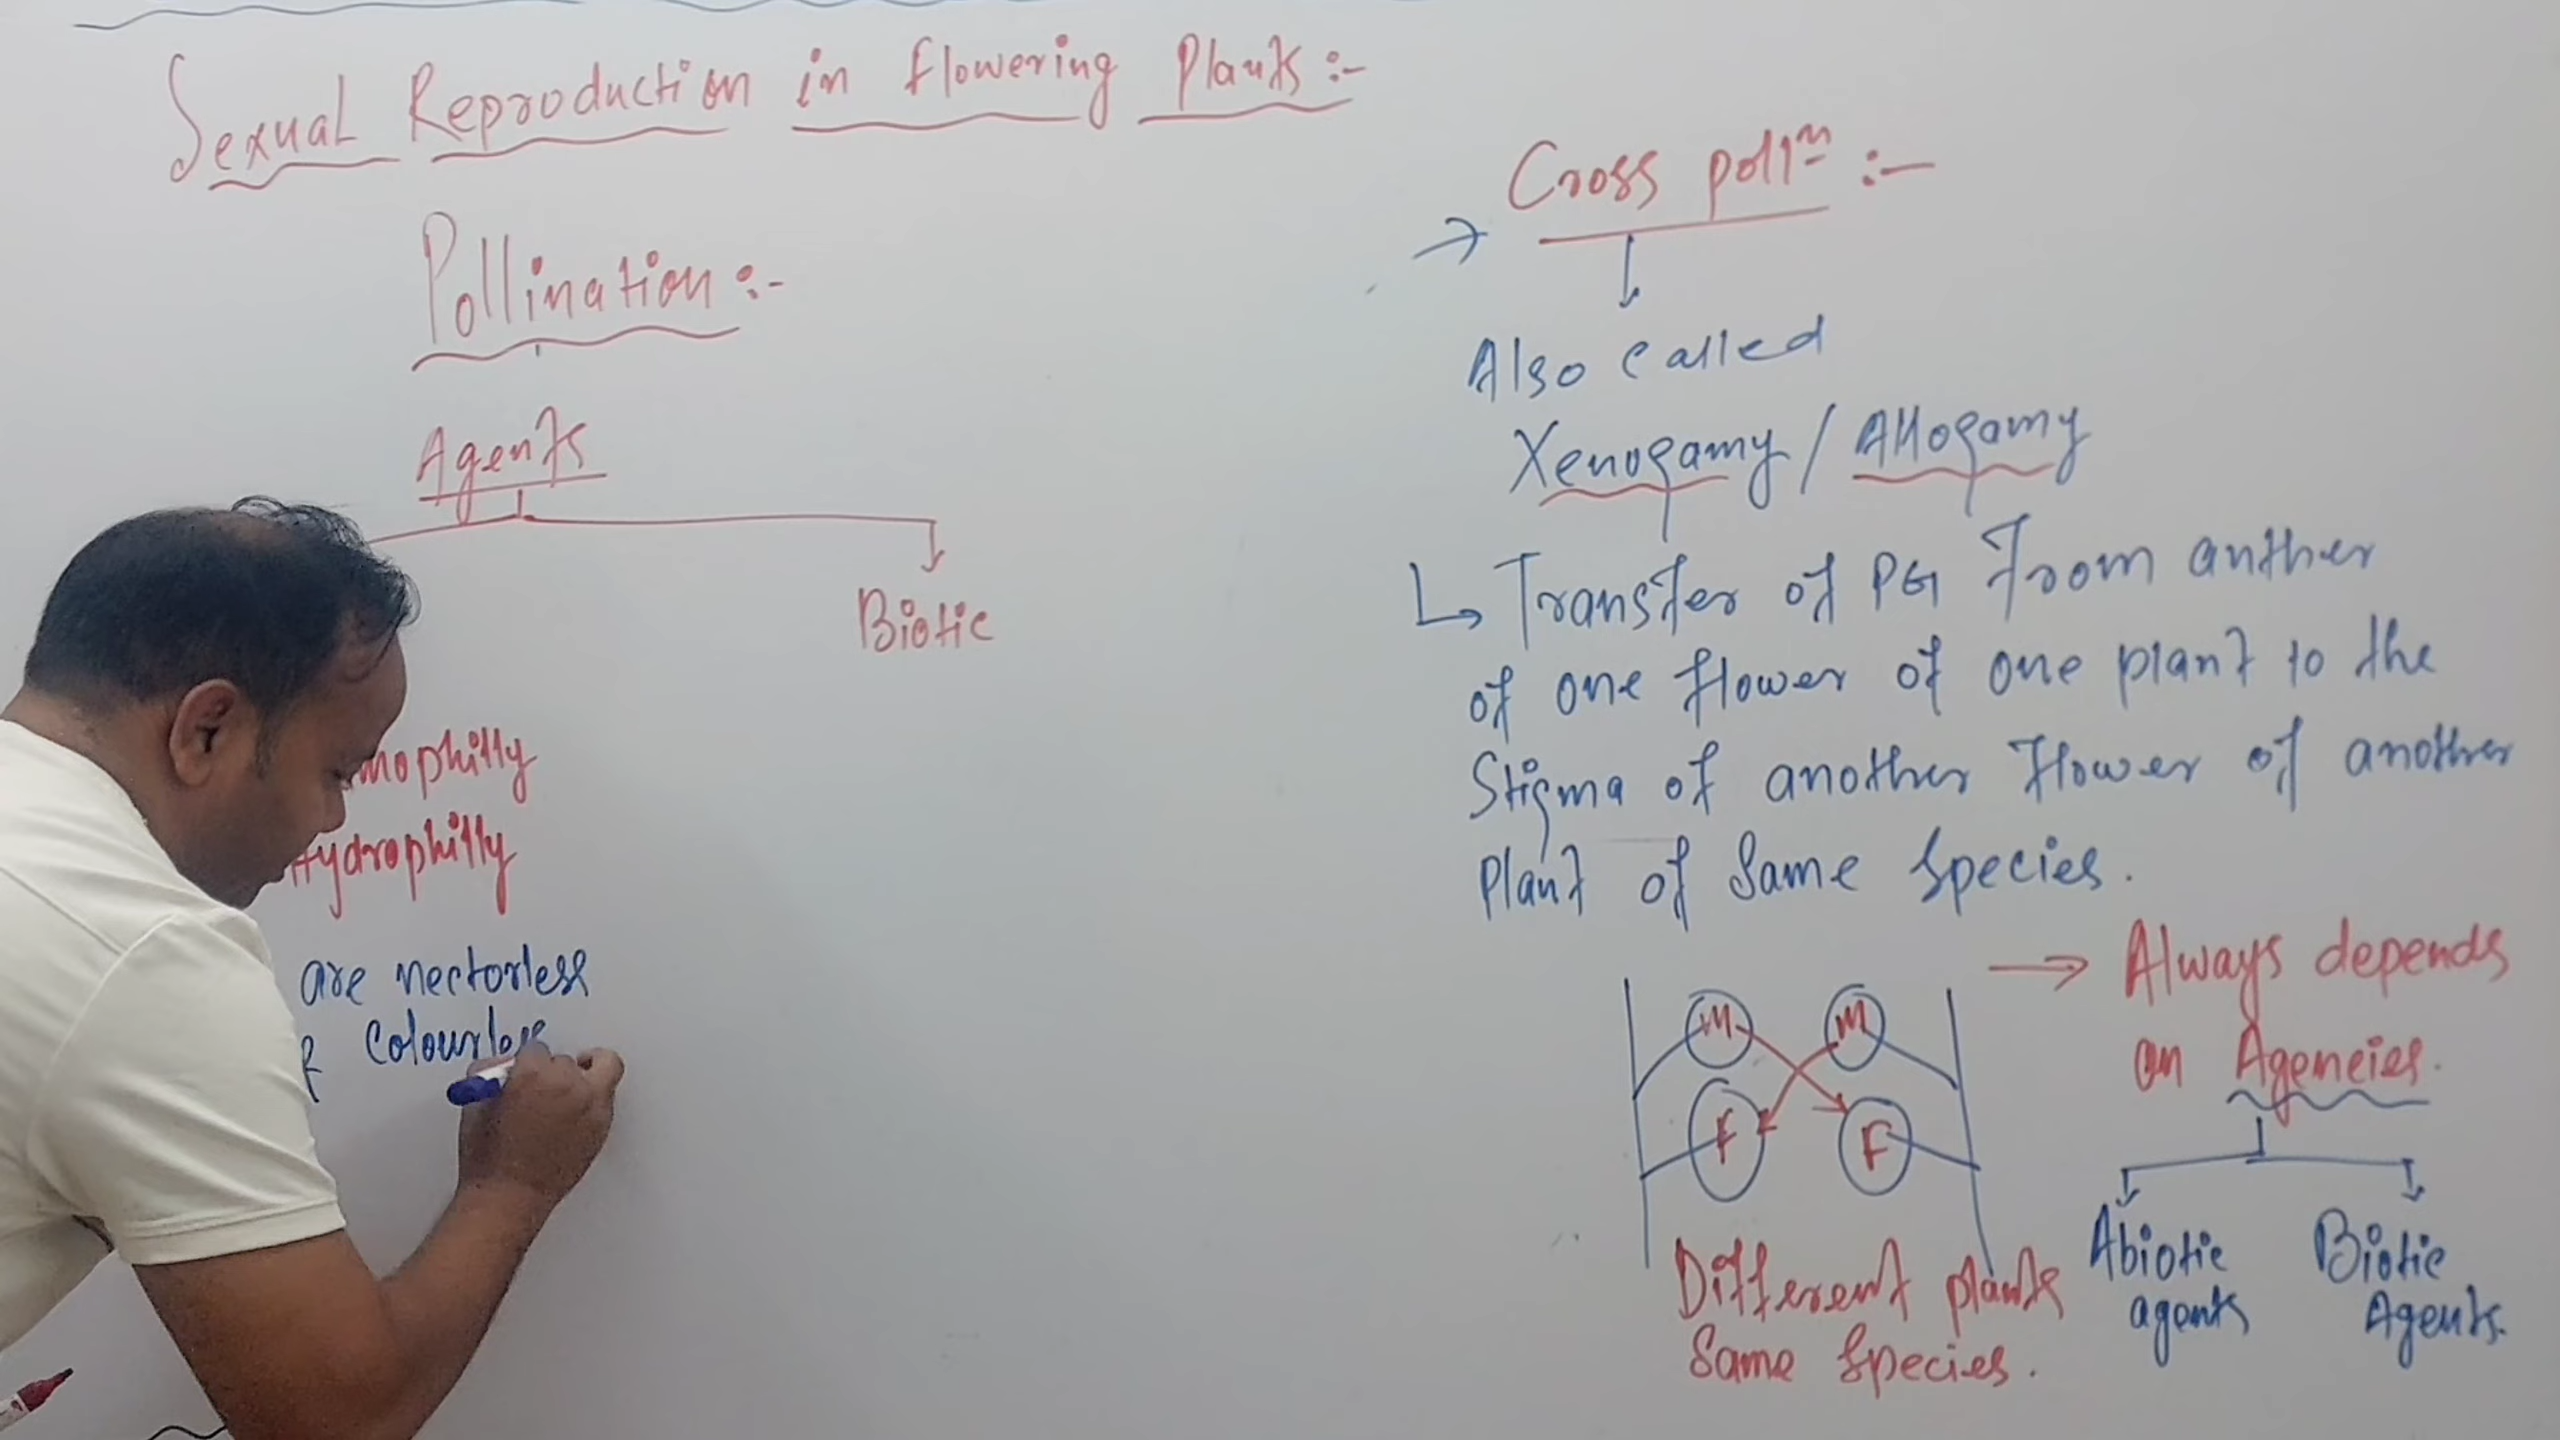 Sexual Reproduction in flowering Plants :-
Pollination :-
Agents
Biotic
mophilly
Hydrophilly
are nectorless
& Colourless
Cross pollⁿ :-
Also called
Xenogamy / Allogamy
Transfer of PG from anther
of one flower of one plant to the
Stigma of another flower of another
Plant of Same Species.
M M
F F
Different plants
Same Species.
Always depends
on Agencies.
Abiotic
agents
Biotic
Agents.